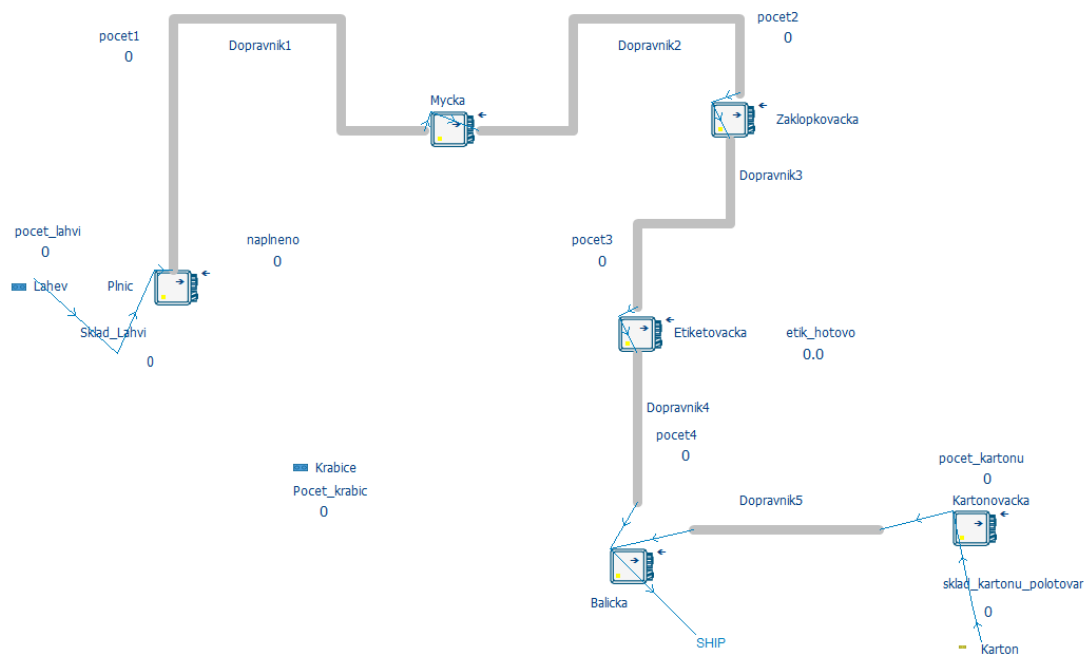 pocet2
0
pocet1
0
Dopravnik1
Dopravnik2
Mycka
Zaklopkovacka
Dopravnik3
pocet_lahvi
0
naplneno
0
pocet3
0
Lahev
Plnic
Sklad_Lahvi
0
Etiketovacka
etik_hotovo
0.0
Dopravnik4
pocet4
0
pocet_kartonu
0
Krabice
Pocet_krabic
0
Dopravnik5
Kartonovacka
sklad_kartonu_polotovar
0
Balicka
SHIP
Karton